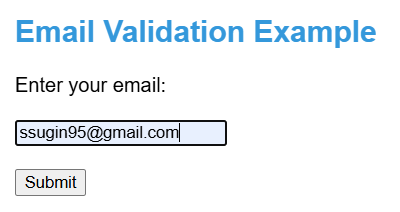 Email Validation Example
Enter your email:
ssugin95@gmail.com
Submit